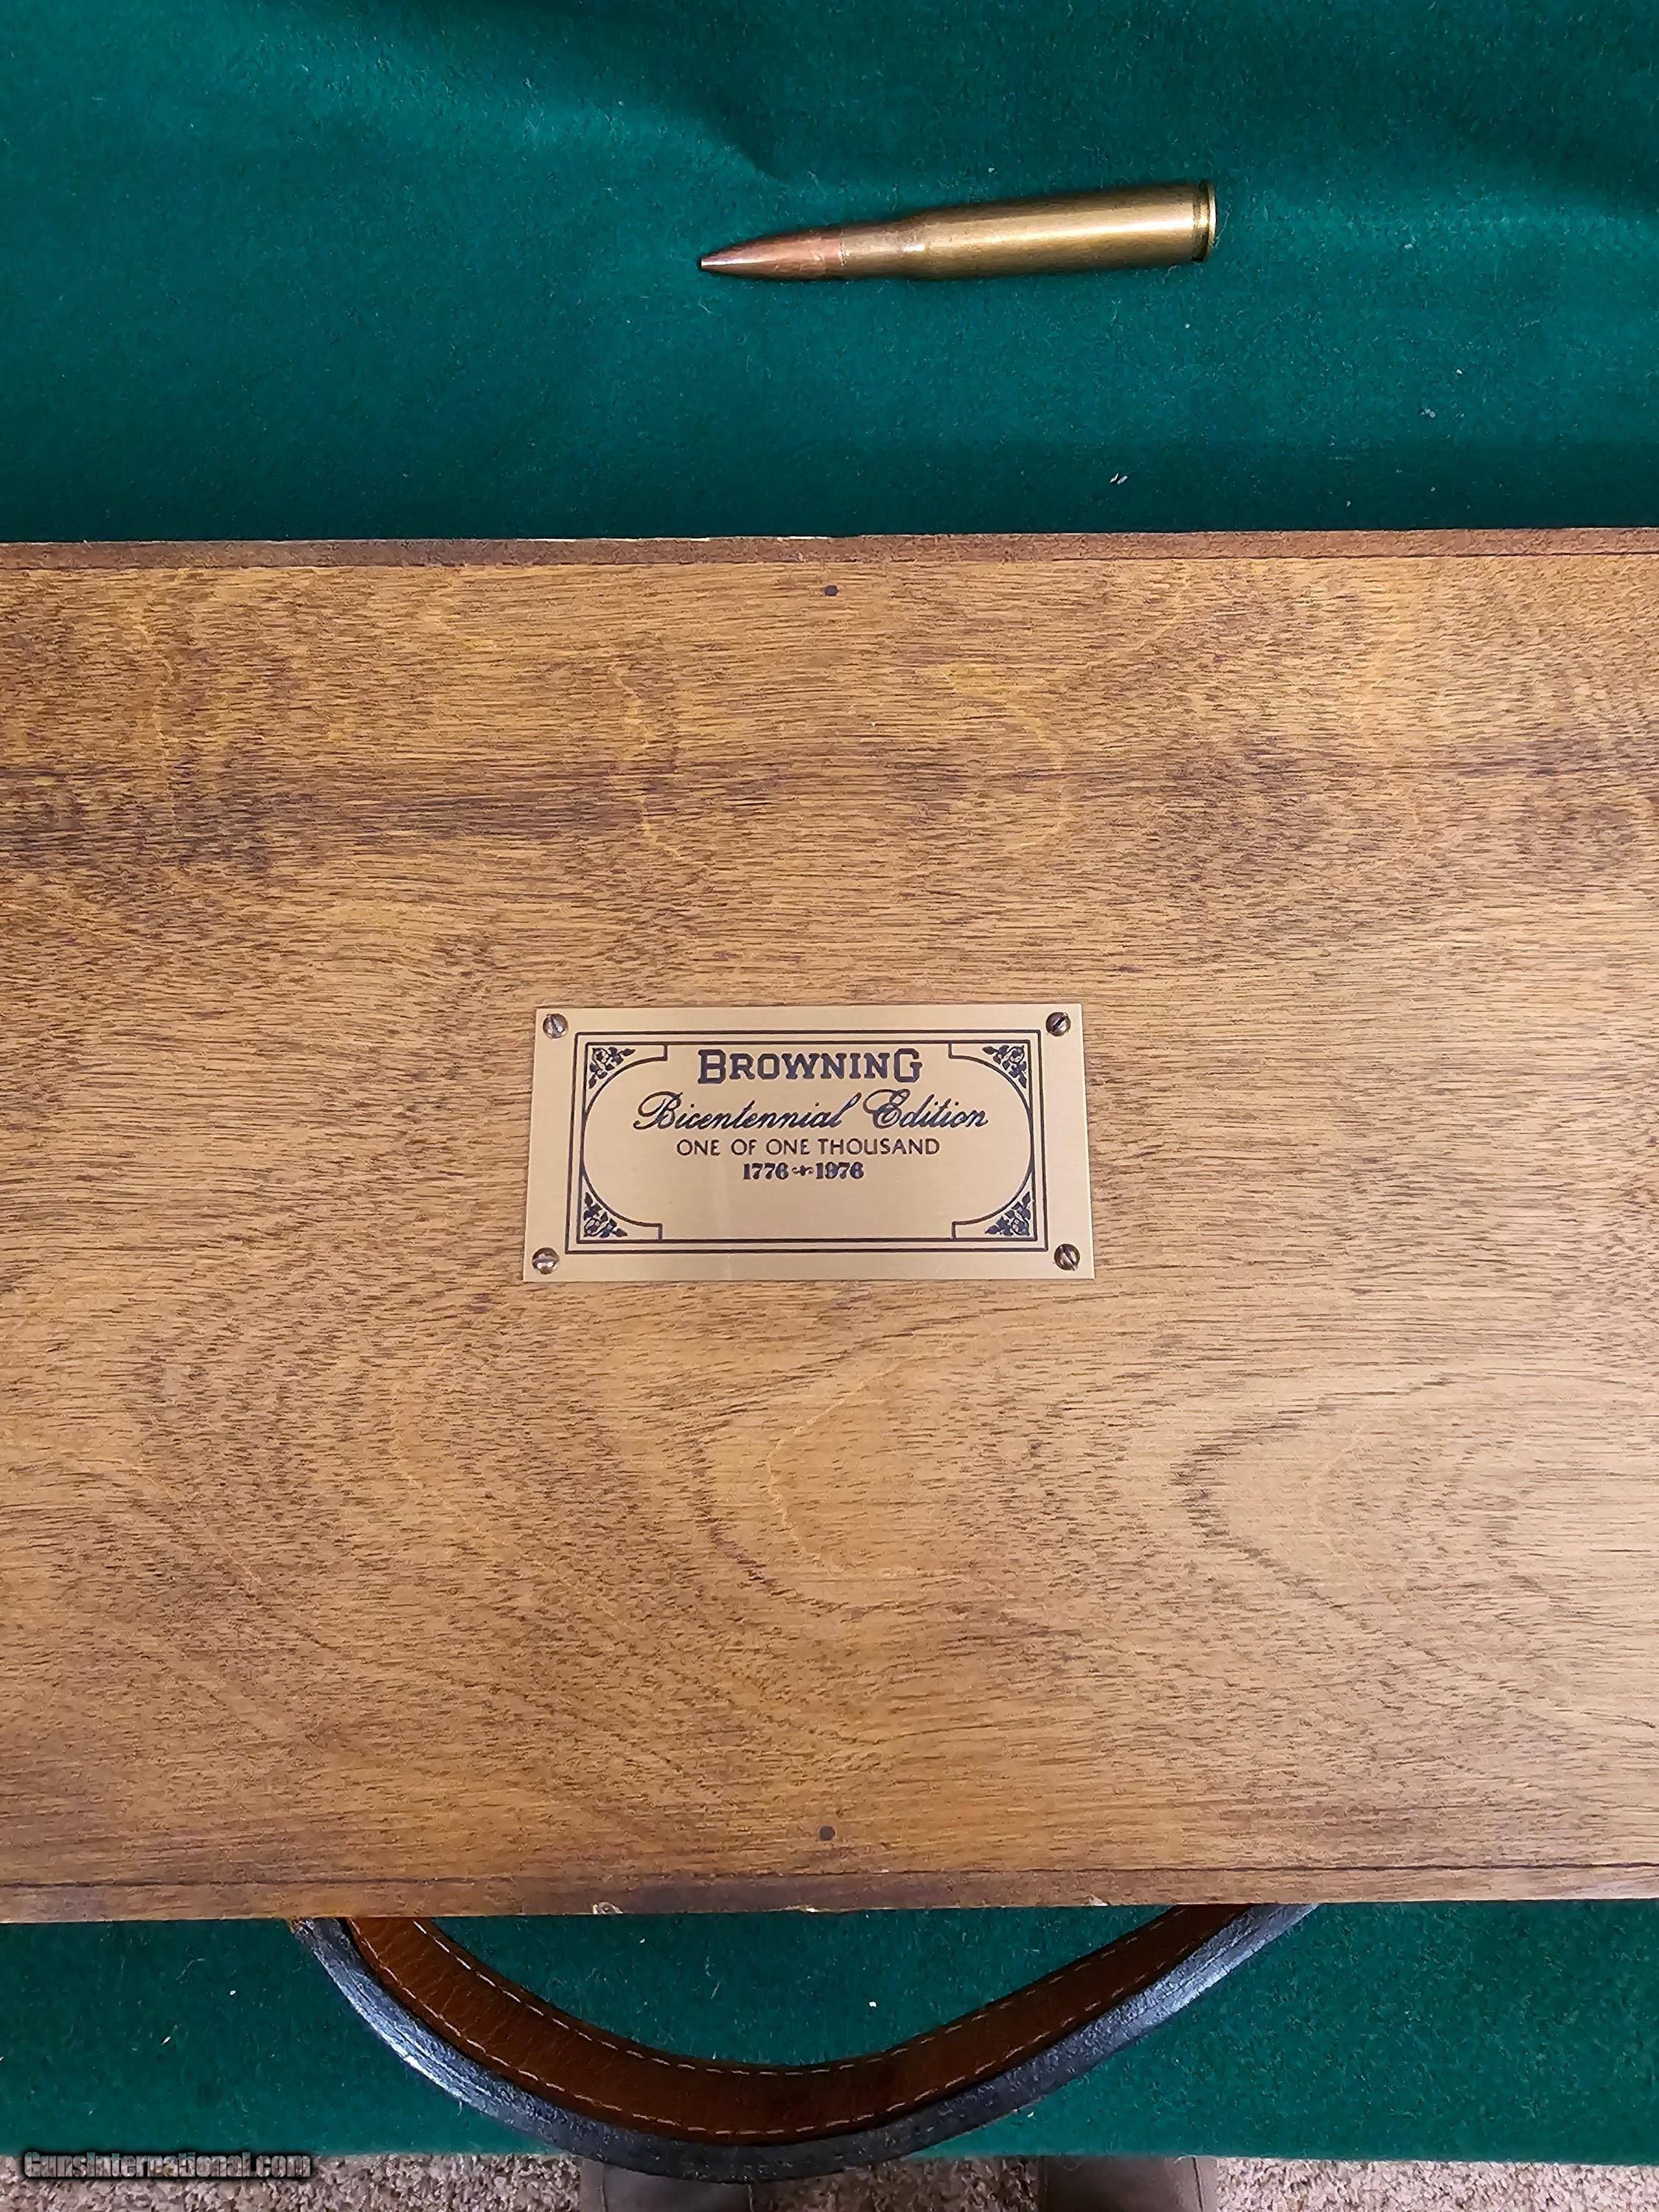 BROWNING
Bicentennial Edition
ONE OF ONE THOUSAND
1776 1976
GunsInternational.com